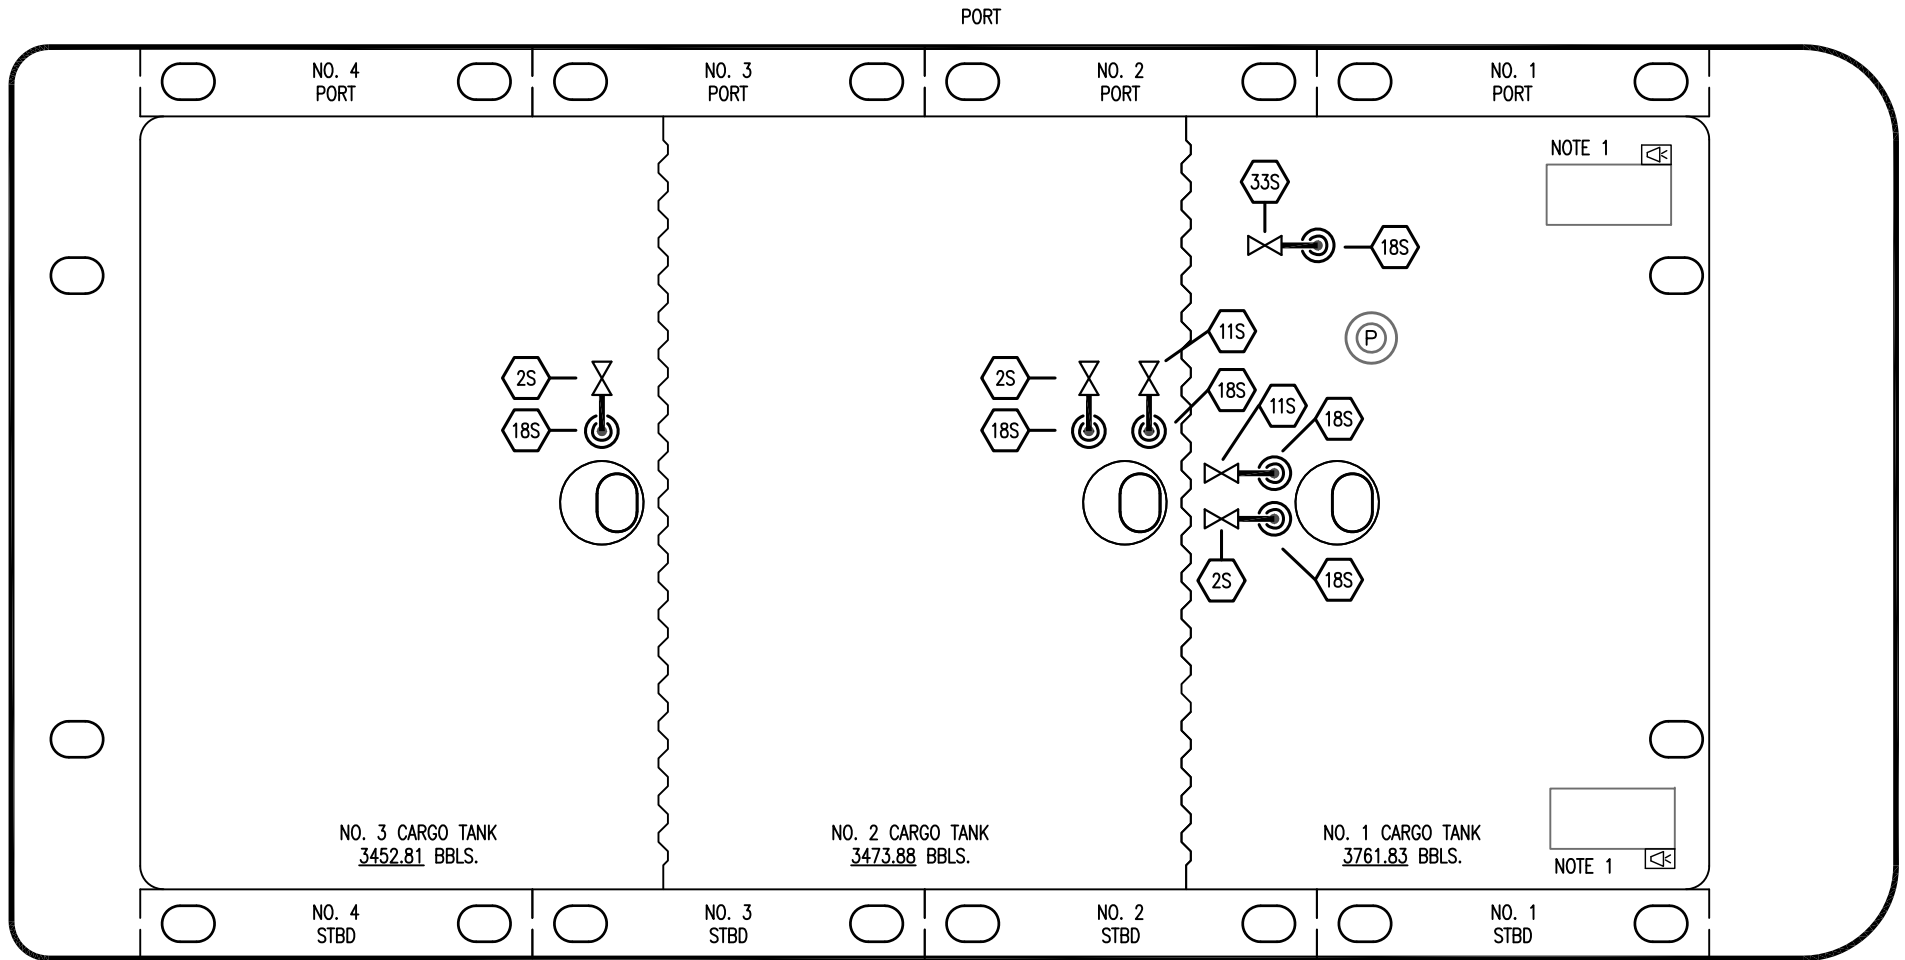 PORT
NO. 4
PORT
NO. 3
PORT
NO. 2
PORT
NO. 1
PORT
NOTE 1
33S
18S
11S
P
2S
2S
18S
11S
18S
18S
18S
2S
18S
NO. 3 CARGO TANK
3452.81 BBLS.
NO. 2 CARGO TANK
3473.88 BBLS.
NO. 1 CARGO TANK
3761.83 BBLS.
NOTE 1
NO. 4
STBD
NO. 3
STBD
NO. 2
STBD
NO. 1
STBD